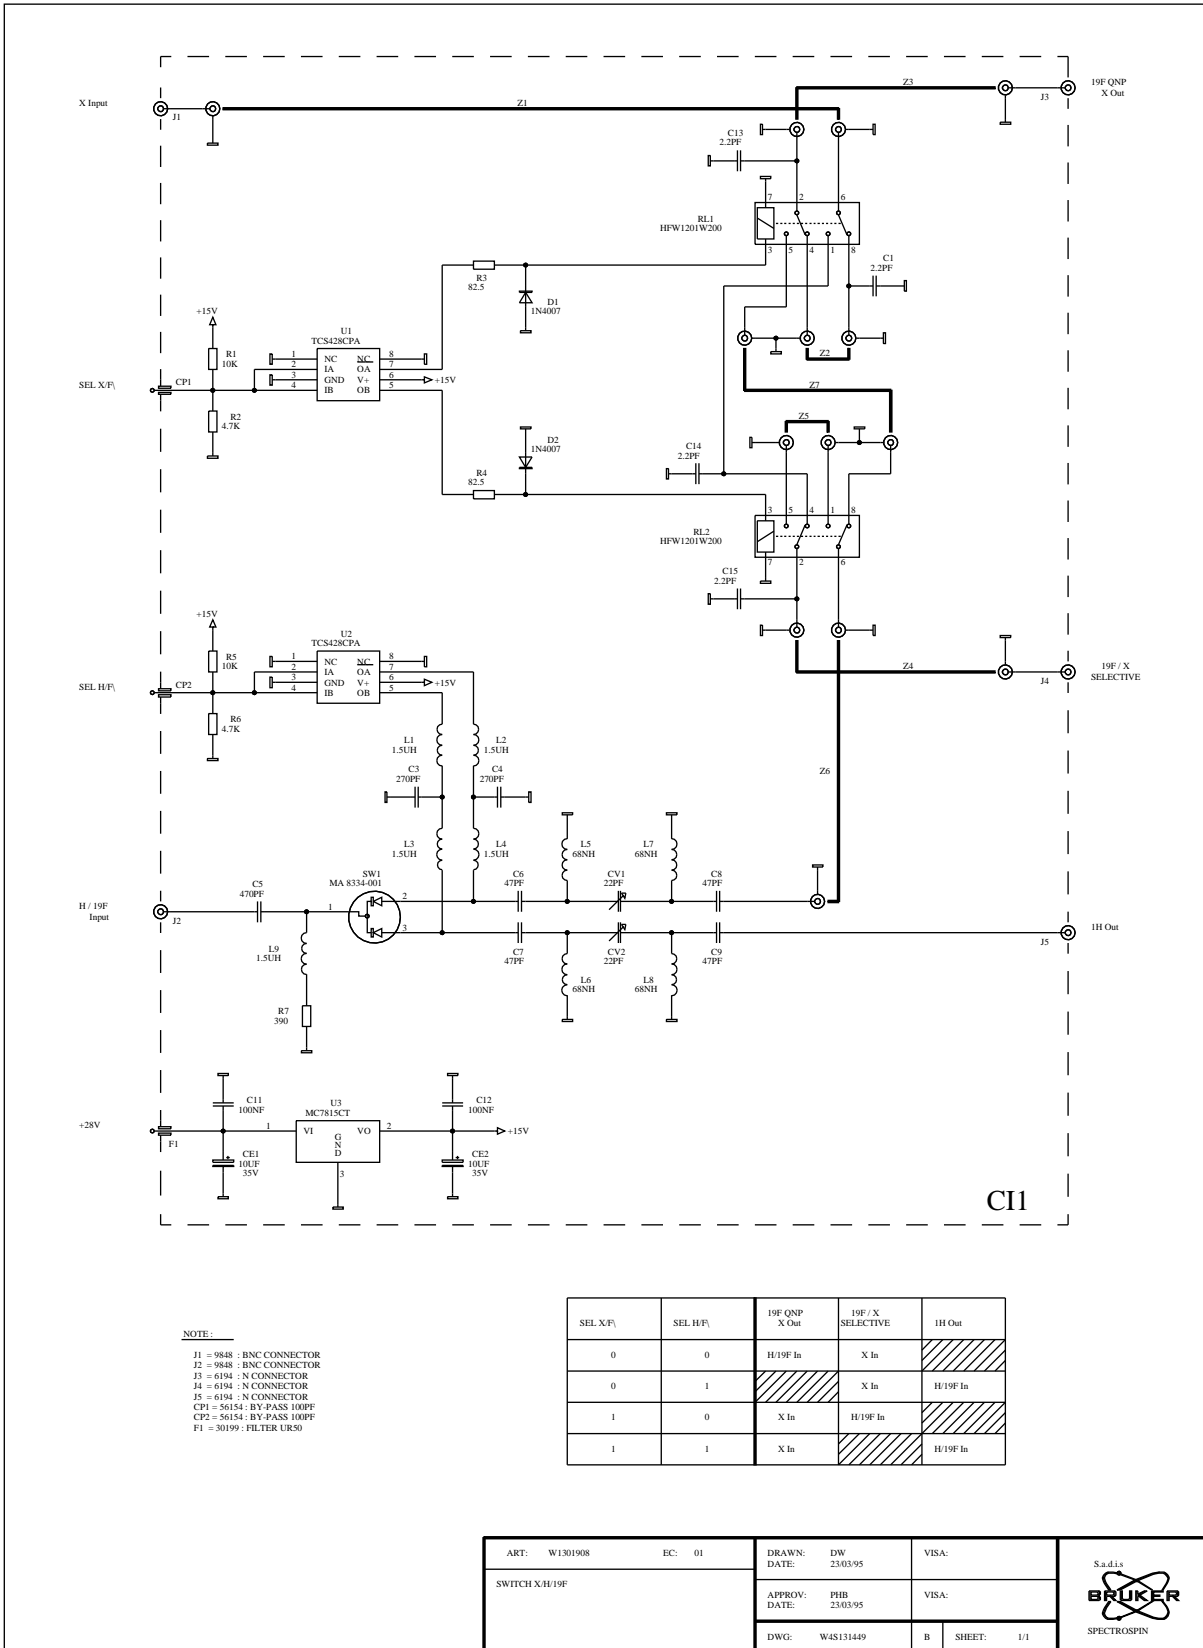 X Input
J1
Z1
Z3
J3
19F QNP
X Out
C13
2.2PF
7
2
6
RL1
HFW1201W200
3
5
4
1
8
C1
2.2PF
R3
82.5
D1
1N4007
+15V
R1
10K
U1
TCS428CPA
1
2
3
4
NC
IA
GND
IB
NC
OA
V+
OB
8
7
6
5
+15V
SEL X/F\
CP1
R2
4.7K
Z2
Z7
Z5
D2
1N4007
R4
82.5
C14
2.2PF
3
5
4
1
8
RL2
HFW1201W200
7
2
6
C15
2.2PF
+15V
R5
10K
U2
TCS428CPA
1
2
3
4
NC
IA
GND
IB
NC
OA
V+
OB
8
7
6
5
+15V
SEL H/F\
CP2
R6
4.7K
Z4
J4
19F / X
SELECTIVE
L1
1.5UH
L2
1.5UH
C3
270PF
C4
270PF
Z6
L3
1.5UH
L4
1.5UH
L5
68NH
L7
68NH
SW1
MA 8334-001
C6
47PF
CV1
22PF
C8
47PF
H / 19F
Input
J2
C5
470PF
1
2
3
L9
1.5UH
C7
47PF
CV2
22PF
C9
47PF
J5
1H Out
L6
68NH
L8
68NH
R7
390
+28V
F1
C11
100NF
CE1
10UF
35V
U3
MC7815CT
1
VI
VO
GND
2
3
C12
100NF
CE2
10UF
35V
+15V
CI1
NOTE :
J1 = 9848 : BNC CONNECTOR
J2 = 9848 : BNC CONNECTOR
J3 = 6194 : N CONNECTOR
J4 = 6194 : N CONNECTOR
J5 = 6194 : N CONNECTOR
CP1 = 56154 : BY-PASS 100PF
CP2 = 56154 : BY-PASS 100PF
F1 = 30199 : FILTER UR50
SEL X/F\ SEL H/F\ 19F QNP X Out 19F / X SELECTIVE 1H Out
0 0 H/19F In X In
0 1 X In H/19F In
1 0 X In H/19F In
1 1 X In H/19F In
ART: W1301908 EC: 01
SWITCH X/H/19F
DRAWN: DW
DATE: 23/03/95
VISA:
APPROV: PHB
DATE: 23/03/95
VISA:
DWG: W4S131449 B SHEET: 1/1
S.a.d.i.s
BRUKER
SPECTROSPIN